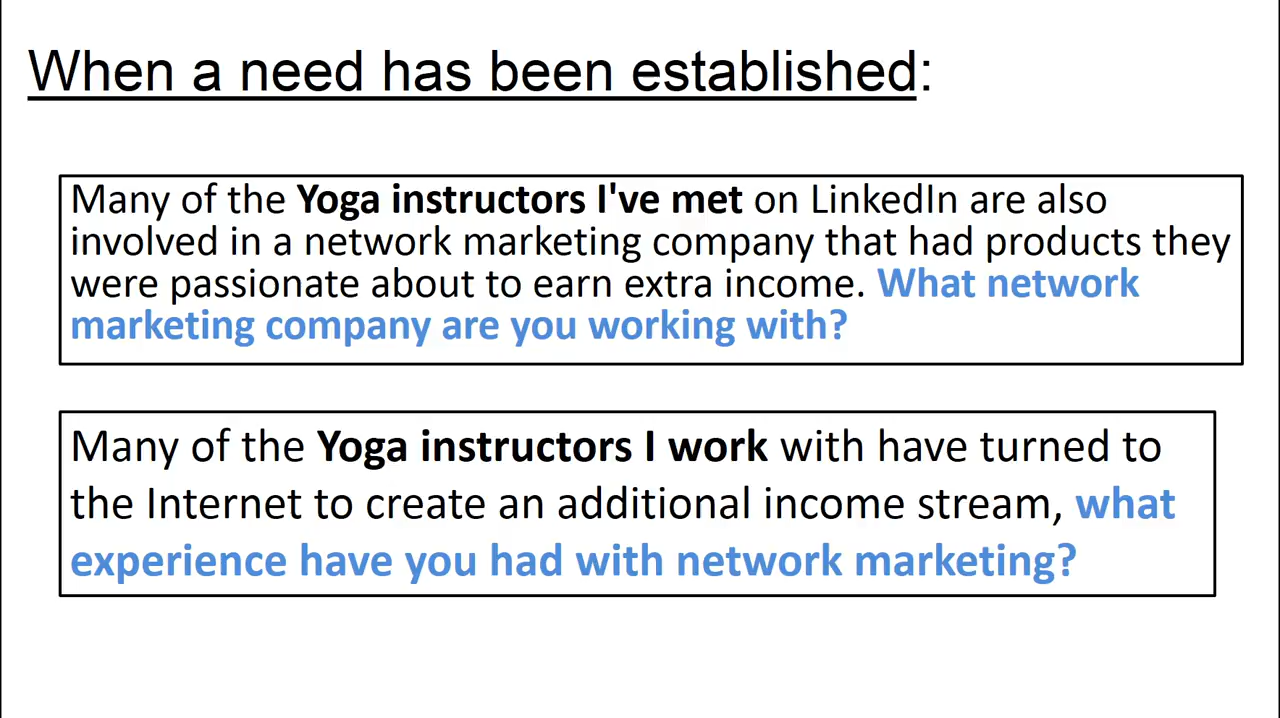 When a need has been established:
Many of the Yoga instructors I've met on LinkedIn are also
involved in a network marketing company that had products they
were passionate about to earn extra income. What network
marketing company are you working with?
Many of the Yoga instructors I work with have turned to
the Internet to create an additional income stream, what
experience have you had with network marketing?